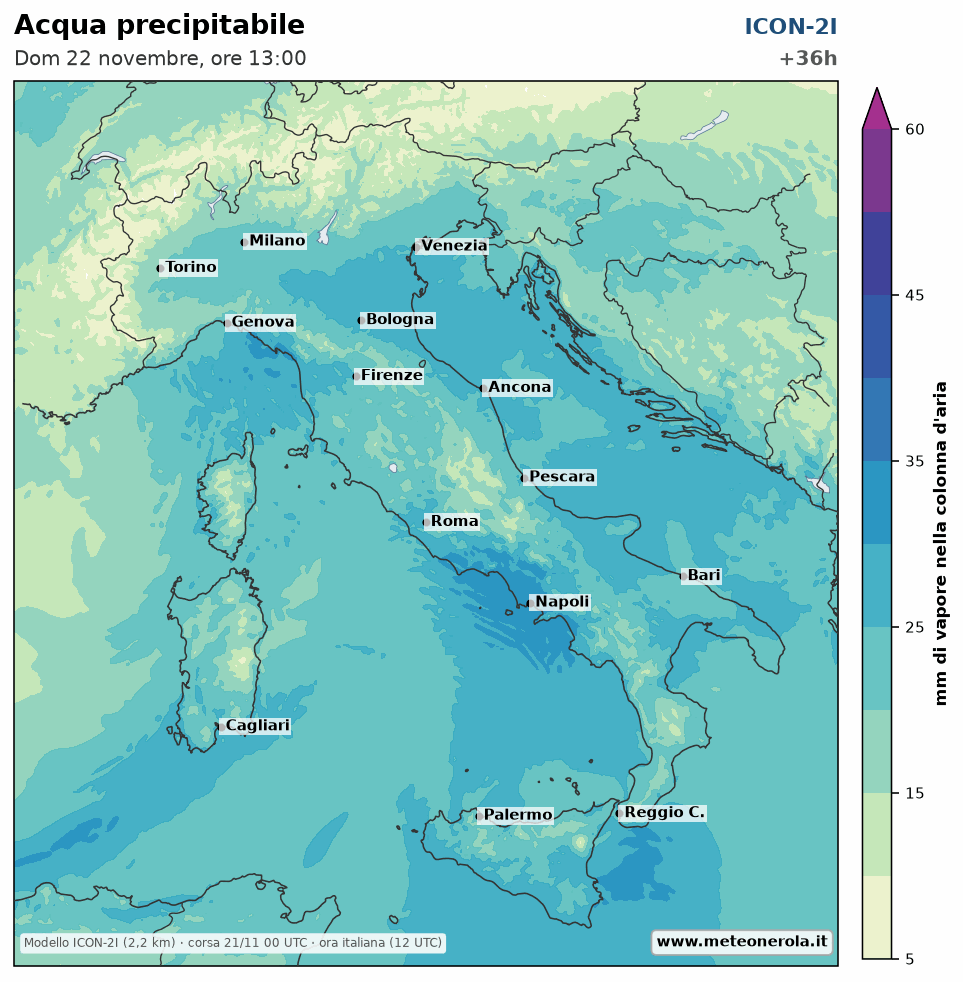 Acqua precipitabile
ICON-2I
Dom 22 novembre, ore 13:00
+36h
60
45
35
25
15
5
mm di vapore nella colonna d'aria
Milano
Venezia
Torino
Genova
Bologna
Firenze
Ancona
Pescara
Roma
Bari
Napoli
Cagliari
Palermo
Reggio C.
Modello ICON-2I (2,2 km) · corsa 21/11 00 UTC · ora italiana (12 UTC)
www.meteonerola.it